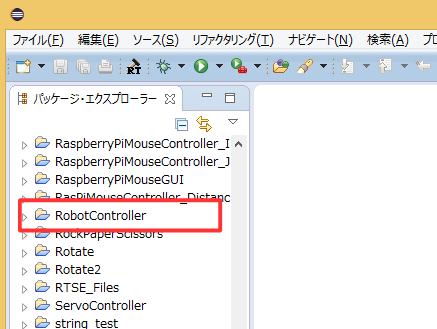 ファイル(F) 編集(E) ソース(S) リファクタリング(T) ナビゲート(N) 検索(A) プロ
RT
パッケージ・エクスプローラー
RaspberryPiMouseController_I
RaspberryPiMouseController_J
RaspberryPiMouseGUI
RasPiMouseController_Distanc
RobotController
RockPaperScissors
Rotate
Rotate2
RTSE_Files
ServoController
string_test